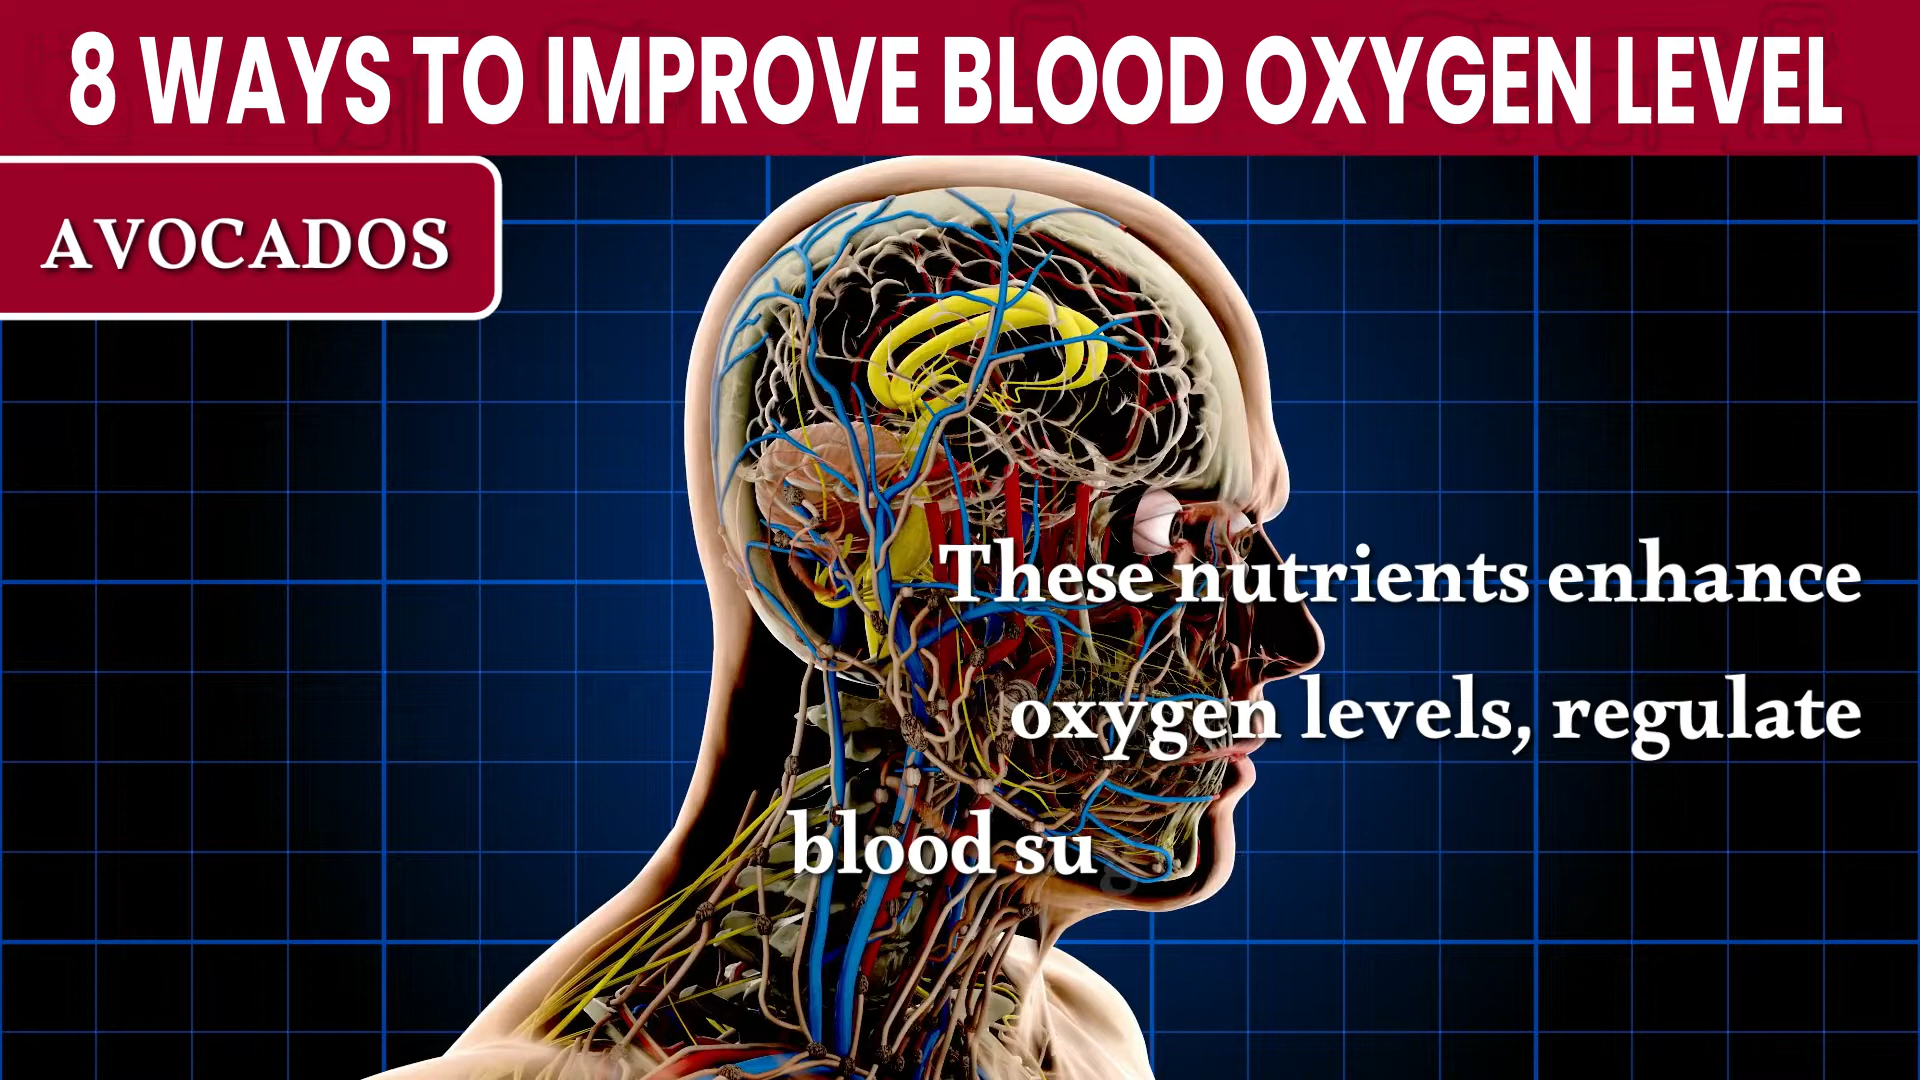 8 WAYS TO IMPROVE BLOOD OXYGEN LEVEL
AVOCADOS
These nutrients enhance
oxygen levels, regulate
blood su